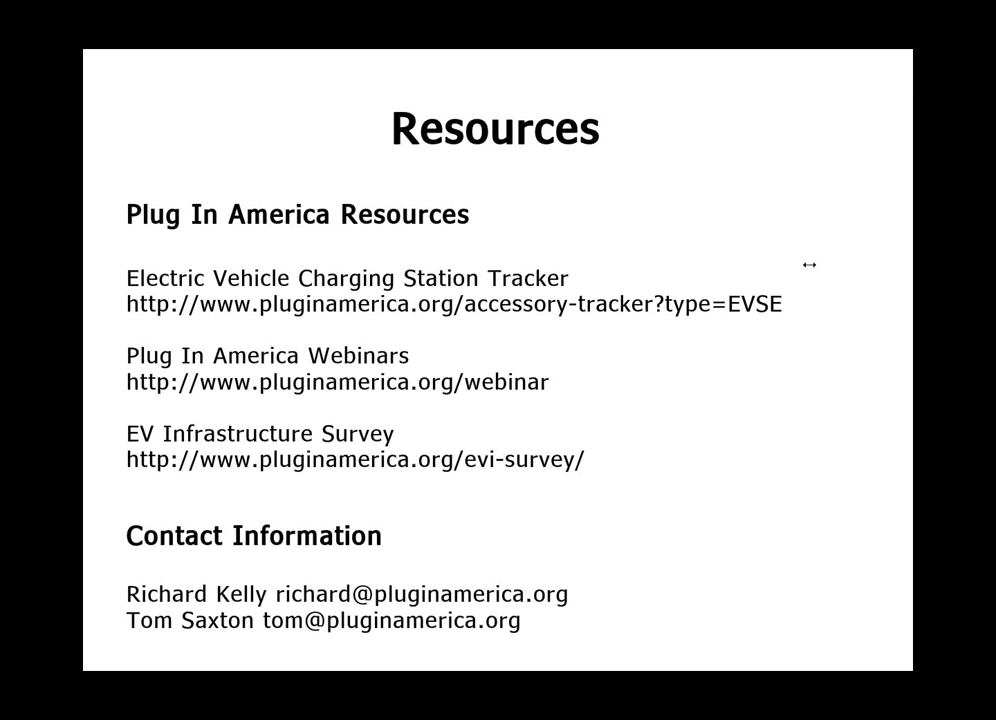 Resources
Plug In America Resources
Electric Vehicle Charging Station Tracker
http://www.pluginamerica.org/accessory-tracker?type=EVSE
Plug In America Webinars
http://www.pluginamerica.org/webinar
EV Infrastructure Survey
http://www.pluginamerica.org/evi-survey/
Contact Information
Richard Kelly richard@pluginamerica.org
Tom Saxton tom@pluginamerica.org